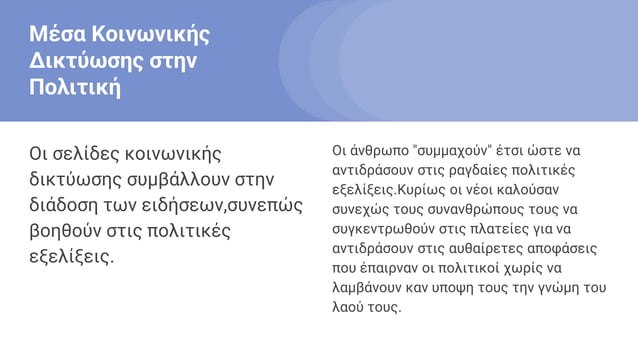 Μέσα Κοινωνικής
Δικτύωσης στην
Πολιτική
Οι σελίδες κοινωνικής
δικτύωσης συμβάλλουν στην
διάδοση των ειδήσεων,συνεπώς
βοηθούν στις πολιτικές
εξελίξεις.
Οι άνθρωπο "συμμαχούν" έτσι ώστε να
αντιδράσουν στις ραγδαίες πολιτικές
εξελίξεις.Κυρίως οι νέοι καλούσαν
συνεχώς τους συνανθρώπους τους να
συγκεντρωθούν στις πλατείες για να
αντιδράσουν στις αυθαίρετες αποφάσεις
που έπαιρναν οι πολιτικοί χωρίς να
λαμβάνουν καν υποψη τους την γνώμη του
λαού τους.